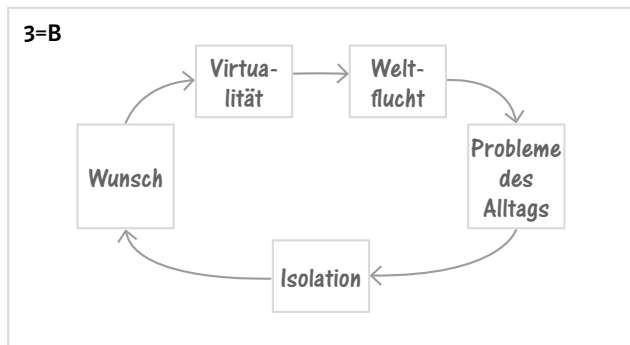 3=B
Virtua-
lität
Welt-
flucht
Probleme
des
Alltags
Wunsch
Isolation